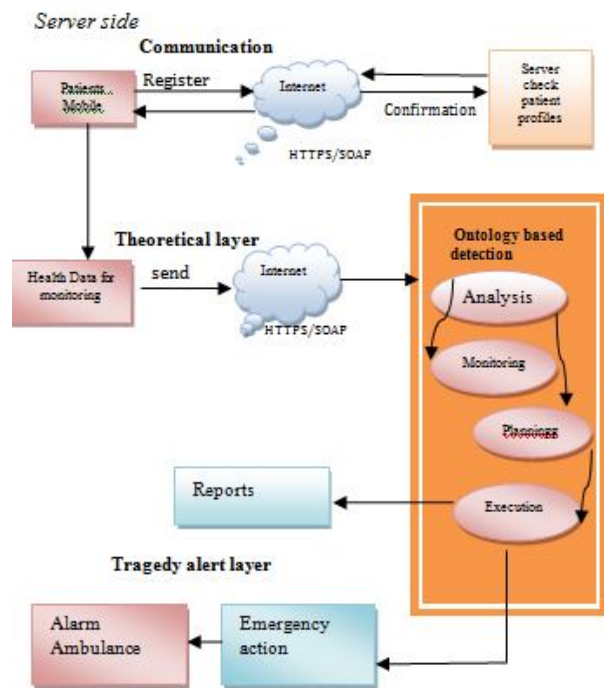 Server side
Communication
Patients..
Mobile
Register
Internet
Confirmation
Server
check
patient
profiles
HTTPS/SOAP
Theoretical layer
Health Data for
monitoring
send
Internet
HTTPS/SOAP
Ontology based
detection
Analysis
Monitoring
Planningg
Execution
Reports
Tragedy alert layer
Alarm
Ambulance
Emergency
action